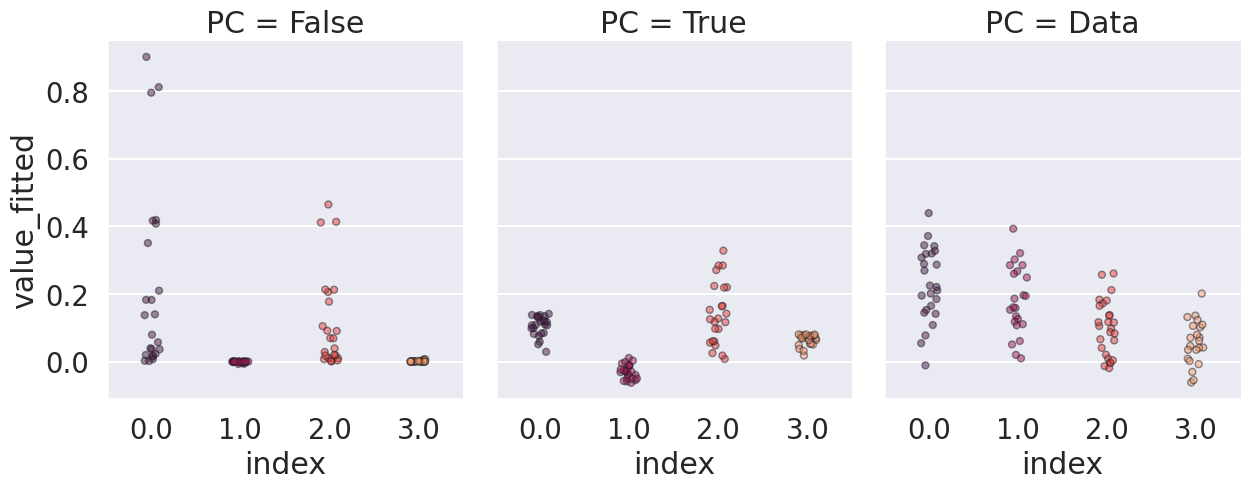 PC = False
PC = True
PC = Data
value_fitted
0.8
0.6
0.4
0.2
0.0
0.0 1.0 2.0 3.0
0.0 1.0 2.0 3.0
0.0 1.0 2.0 3.0
index
index
index